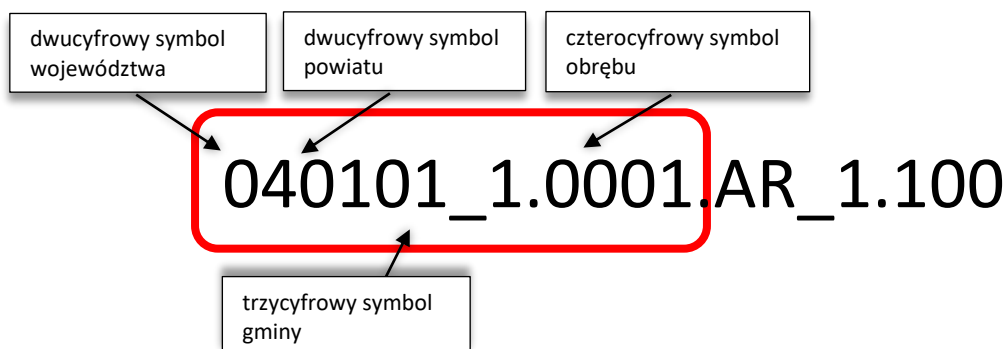 dwucyfrowy symbol
województwa
dwucyfrowy symbol
powiatu
czterocyfrowy symbol
obrębu
040101_1.0001.AR_1.100
trzycyfrowy symbol
gminy